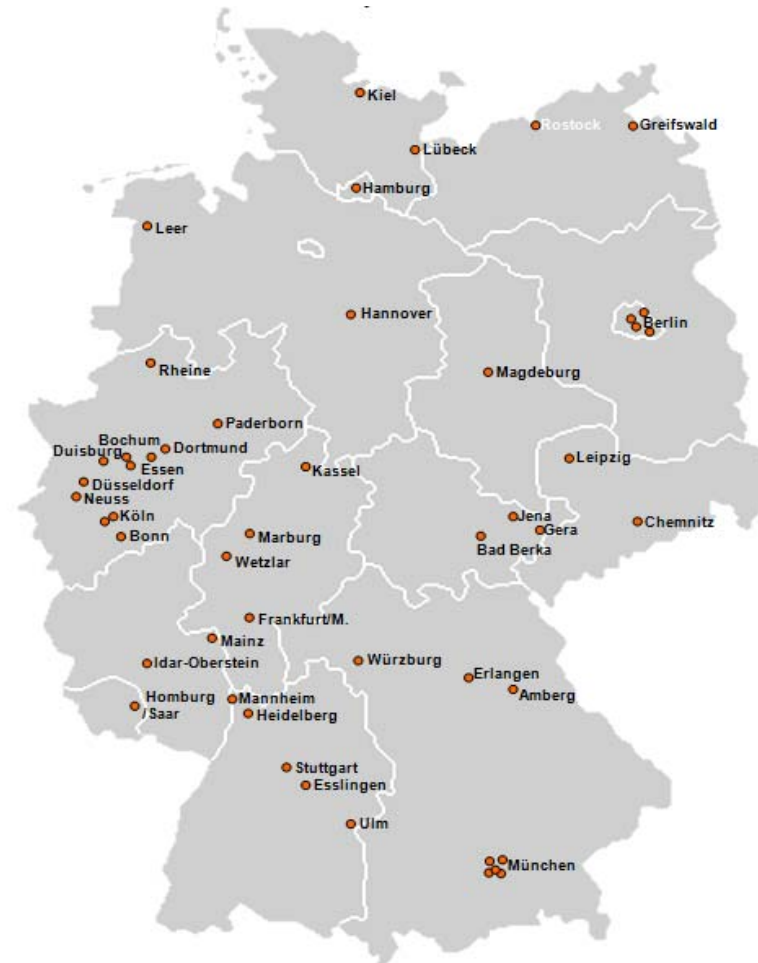 Kiel
Rostock
Greifswald
Lübeck
Hamburg
Leer
Hannover
Berlin
Rheine
Magdeburg
Paderborn
Bochum
Dortmund
Duisburg
Essen
Kassel
Leipzig
Düsseldorf
Neuss
Köln
Jena
Chemnitz
Gera
Bonn
Marburg
Bad Berka
Wetzlar
Frankfurt/M.
Mainz
Idar-Oberstein
Würzburg
Erlangen
Amberg
Homburg
/Saar
Mannheim
Heidelberg
Stuttgart
Esslingen
Ulm
München